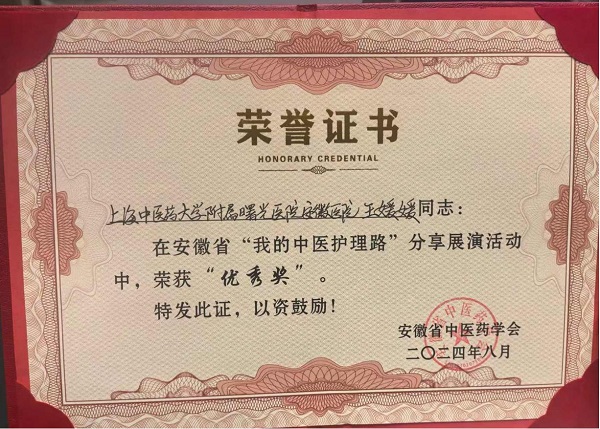 荣誉证书
HONORARY CREDENTIAL
上海中医药大学附属曙光医院安徽医院 王媛媛同志：
在安徽省“我的中医护理路”分享展演活动
中，荣获“优秀奖”。
特发此证，以资鼓励！
安徽省中医药学会
二〇二四年八月